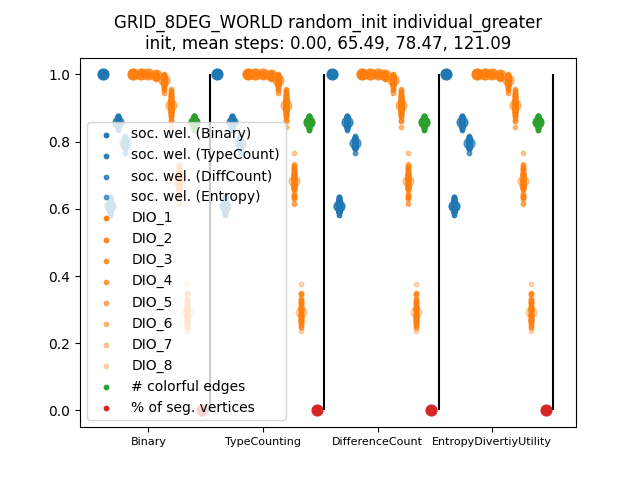 GRID_8DEG_WORLD random_init individual_greater
init, mean steps: 0.00, 65.49, 78.47, 121.09
1.0
0.8
0.6
0.4
0.2
0.0
soc. wel. (Binary)
soc. wel. (TypeCount)
soc. wel. (DiffCount)
soc. wel. (Entropy)
DIO_1
DIO_2
DIO_3
DIO_4
DIO_5
DIO_6
DIO_7
DIO_8
# colorful edges
% of seg. vertices
Binary
TypeCounting
DifferenceCount
EntropyDivertiyUtility